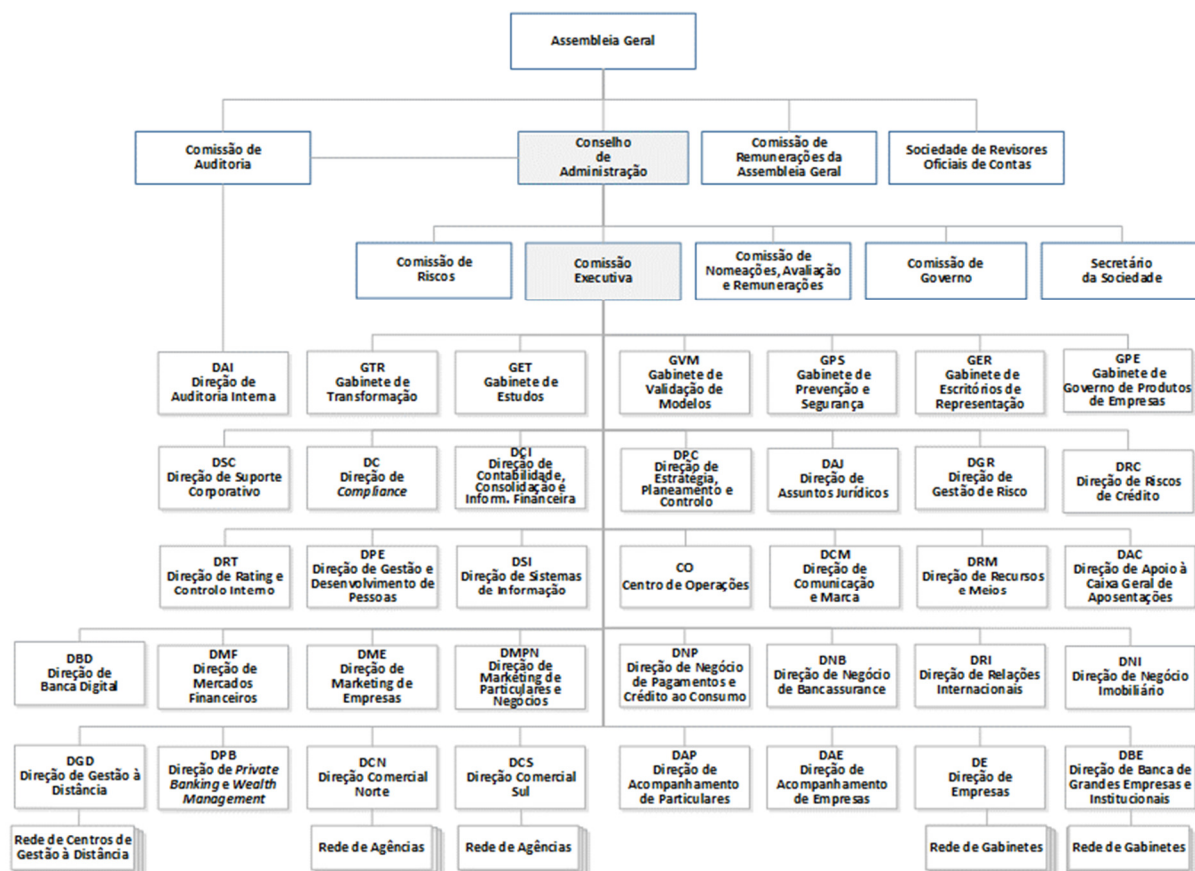 Assembleia Geral
Comissão de
Auditoria
Conselho
de
Administração
Comissão de
Remunerações da
Assembleia Geral
Sociedade de Revisores
Oficiais de Contas
Comissão de
Riscos
Comissão
Executiva
Comissão de
Nomeações, Avaliação
e Remunerações
Comissão de
Governo
Secretário
da Sociedade
DAI
Direção de
Auditoria Interna
GTR
Gabinete de
Transformação
GET
Gabinete de
Estudos
GVM
Gabinete de
Validação de
Modelos
GPS
Gabinete de
Prevenção e
Segurança
GER
Gabinete de
Escritórios de
Representação
GPE
Gabinete de
Governo de Produtos
de Empresas
DSC
Direção de Suporte
Corporativo
DC
Direção de
Compliance
DCI
Direção de
Contabilidade,
Consolidação e
Inform. Financeira
DPC
Direção de
Estratégia,
Planeamento e
Controlo
DAJ
Direção de
Assuntos Jurídicos
DGR
Direção de
Gestão de Risco
DRC
Direção de Riscos
de Crédito
DRT
Direção de Rating e
Controlo Interno
DPE
Direção de Gestão e
Desenvolvimento de
Pessoas
DSI
Direção de Sistemas
de Informação
CO
Centro de Operações
DCM
Direção de
Comunicação
e Marca
DRM
Direção de Recursos
e Meios
DAC
Direção de Apoio à
Caixa Geral de
Aposentações
DBD
Direção de
Banca Digital
DMF
Direção de
Mercados
Financeiros
DME
Direção de
Marketing de
Empresas
DMPN
Direção de
Marketing de
Particulares e
Negócios
DNP
Direção de Negócio
de Pagamentos e
Crédito ao Consumo
DNB
Direção de Negócio
de Bancassurance
DRI
Direção de Relações
Internacionais
DNI
Direção de Negócio
Imobiliário
DGD
Direção de Gestão à
Distância
DPB
Direção de Private
Banking e Wealth
Management
DCN
Direção Comercial
Norte
DCS
Direção Comercial
Sul
DAP
Direção de
Acompanhamento
de Particulares
DAE
Direção de
Acompanhamento
de Empresas
DE
Direção de
Empresas
DBE
Direção de Banca de
Grandes Empresas e
Institucionais
Rede de Centros de
Gestão à Distância
Rede de Agências
Rede de Agências
Rede de Gabinetes
Rede de Gabinetes